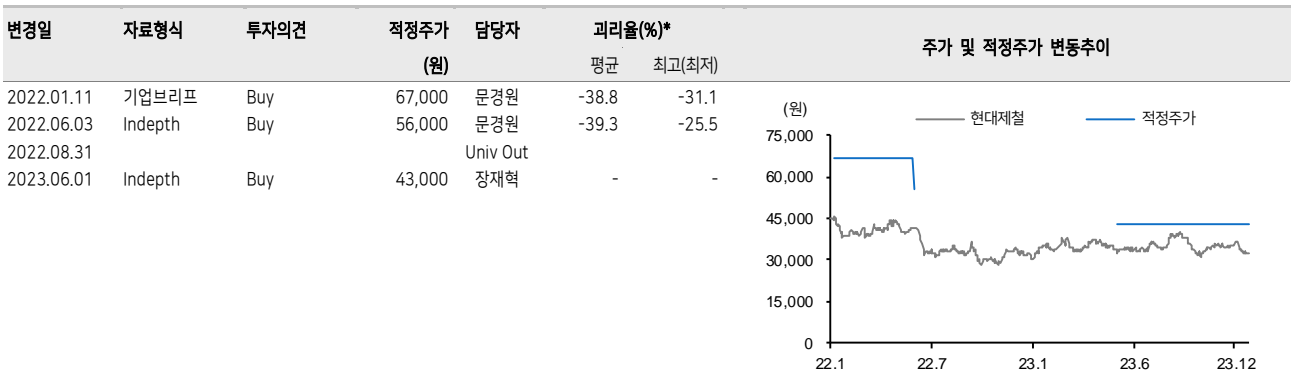 변경일 자료형식 투자의견 적정주가 담당자 괴리율(%)*
(원) 평균 최고(최저)
2022.01.11 기업브리프 Buy 67,000 문경원 -38.8 -31.1
2022.06.03 Indepth Buy 56,000 문경원 -39.3 -25.5
2022.08.31 Univ Out
2023.06.01 Indepth Buy 43,000 장재혁 - -
주가 및 적정주가 변동추이
(원)
현대제철 적정주가
75,000
60,000
45,000
30,000
15,000
0
22.1 22.7 23.1 23.6 23.12